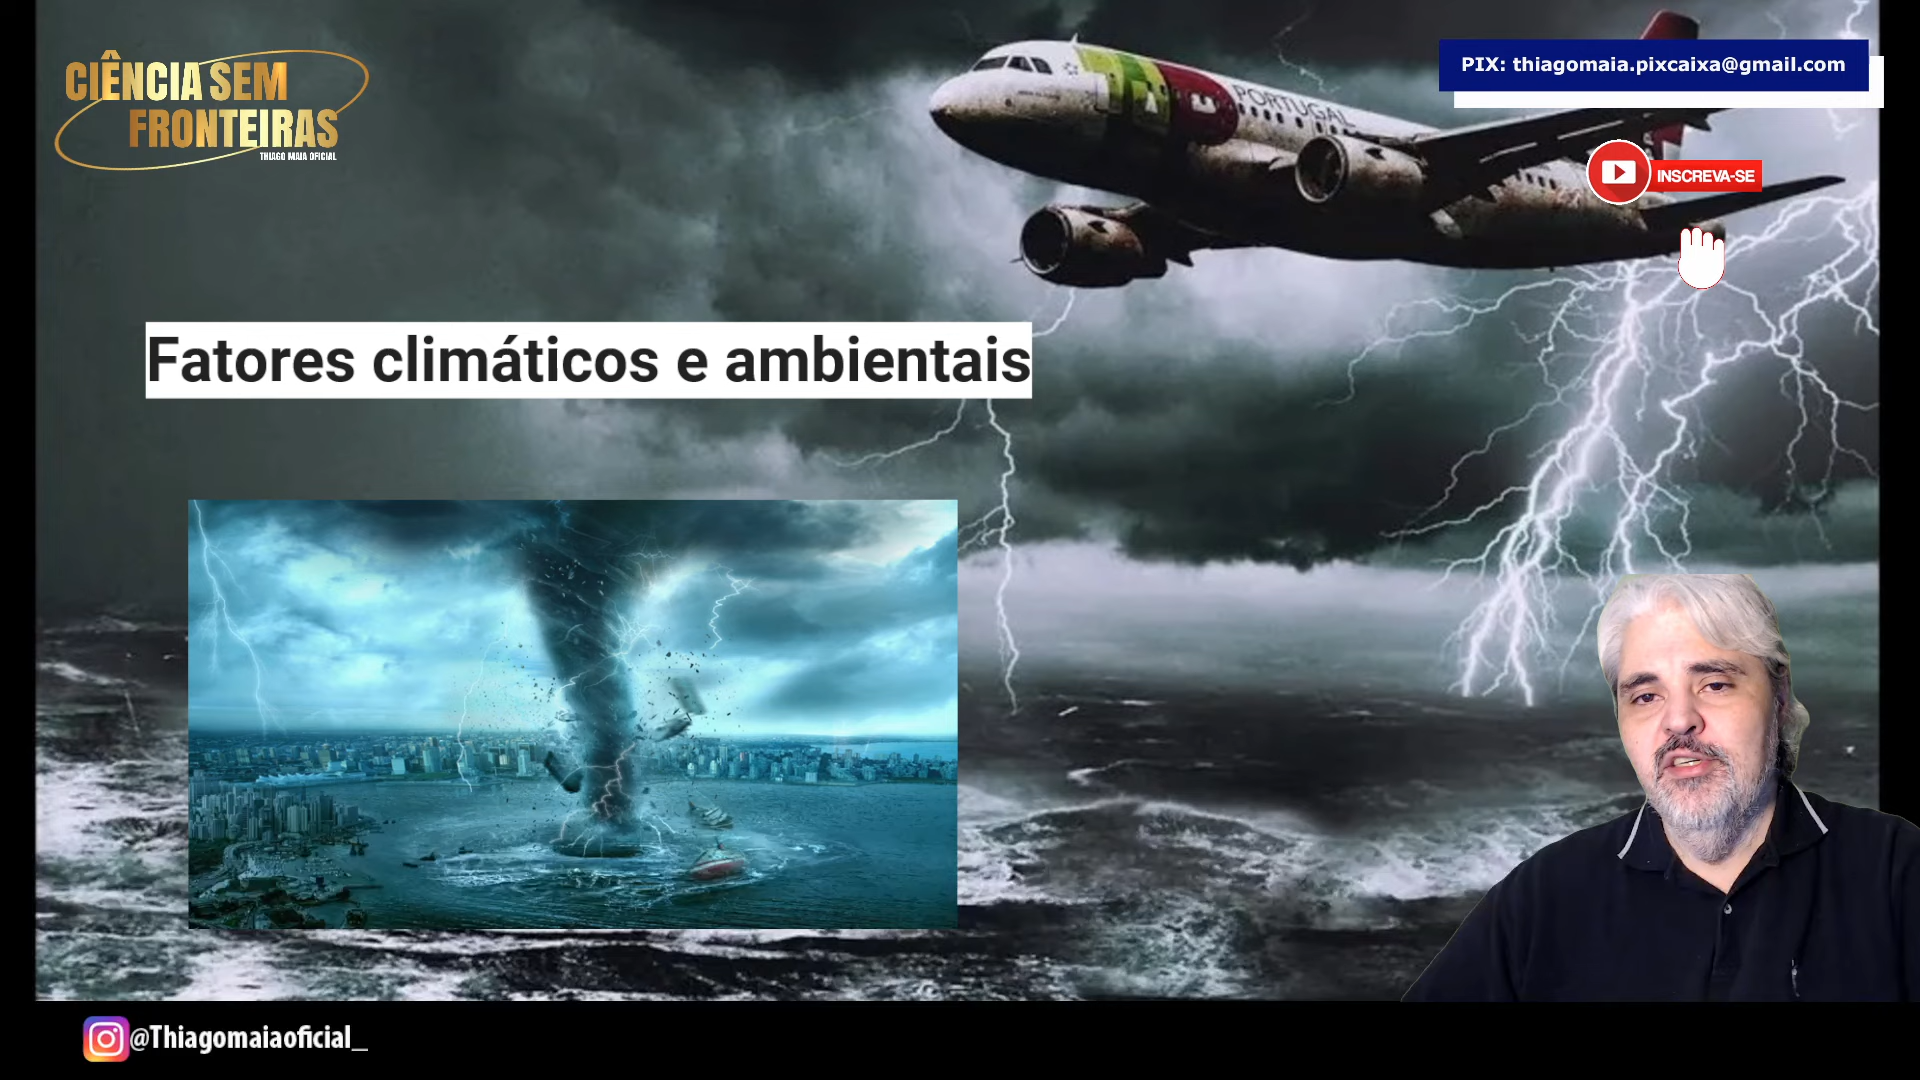 CIÊNCIA SEM
FRONTEIRAS
THIAGO MAIA OFICIAL
PORTUGAL
PIX: thiagomaia.pixcaixa@gmail.com
INSCREVA-SE
Fatores climáticos e ambientais
@Thiagomaiaoficial_